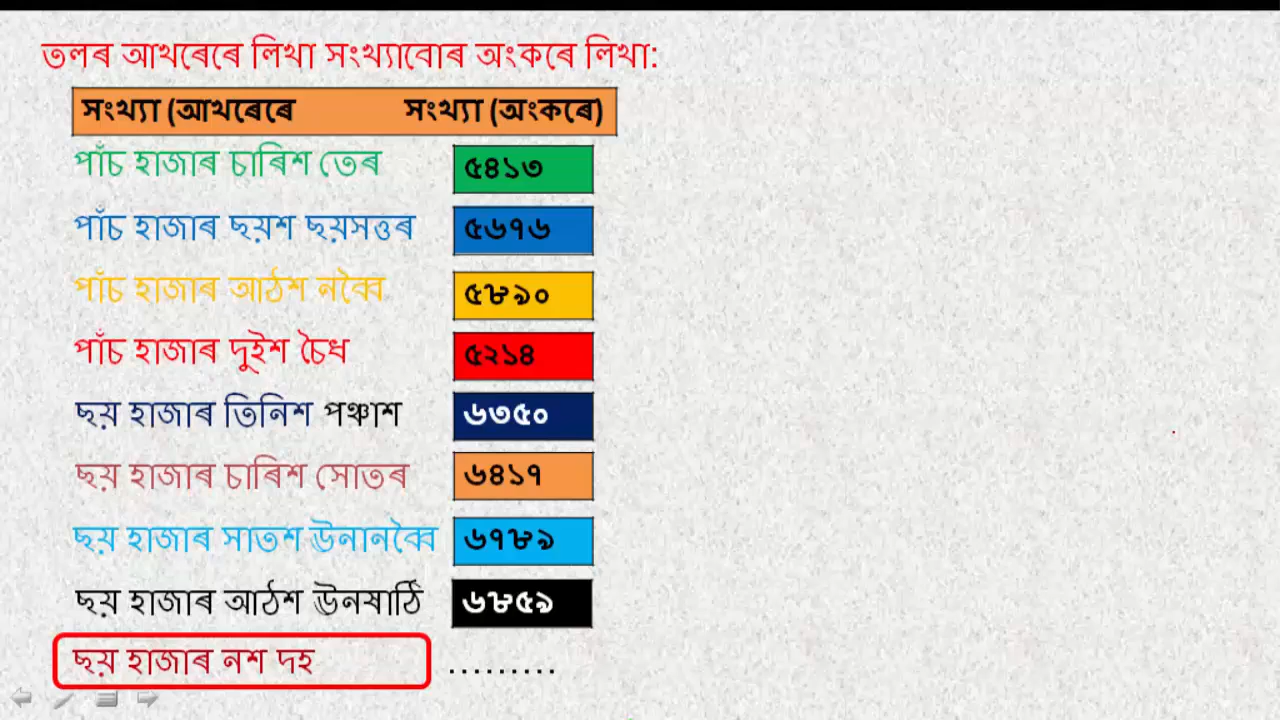 তলৰ আখৰেৰে লিখা সংখ্যাবোৰ অংকৰে লিখা:
সংখ্যা (আখৰেৰে সংখ্যা (অংকৰে)
পাঁচ হাজাৰ চাৰিশ তেৰ ৫৪১৩
পাঁচ হাজাৰ ছয়শ ছয়সত্তৰ ৫৬৭৬
পাঁচ হাজাৰ আঠশ নব্বৈ ৫৮৯০
পাঁচ হাজাৰ দুইশ চৈধ ৫২১৪
ছয় হাজাৰ তিনিশ পঞ্চাশ ৬৩৫০
ছয় হাজাৰ চাৰিশ সোতৰ ৬৪১৭
ছয় হাজাৰ সাতশ ঊনানব্বৈ ৬৭৮৯
ছয় হাজাৰ আঠশ ঊনষাঠি ৬৮৫৯
ছয় হাজাৰ নশ দহ .........